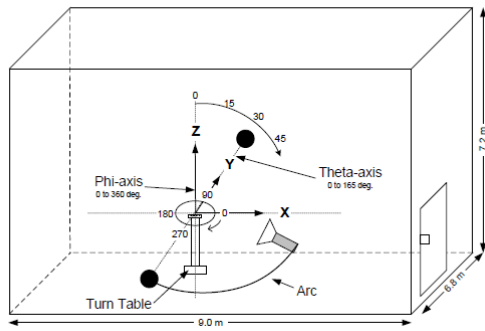 0
15
30
45
Z
Y
Theta-axis
0 to 165 deg.
Phi-axis
0 to 360 deg.
90
180
0
X
270
Arc
Turn Table
7.2 m
6.8 m
9.0 m